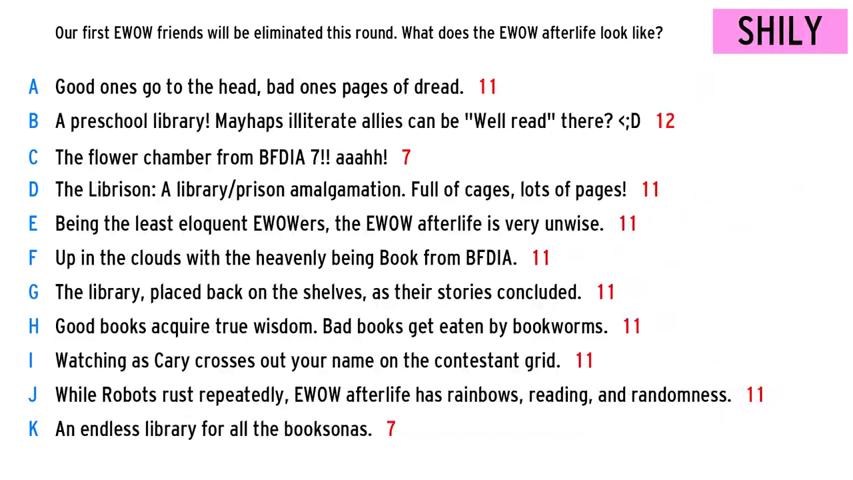 Our first EWOW friends will be eliminated this round. What does the EWOW afterlife look like?
SHILY
A Good ones go to the head, bad ones pages of dread. 11
B A preschool library! Mayhaps illiterate allies can be "Well read" there? <;D 12
C The flower chamber from BFDIA 7!! aaahh! 7
D The Librison: A library/prison amalgamation. Full of cages, lots of pages! 11
E Being the least eloquent EWOWers, the EWOW afterlife is very unwise. 11
F Up in the clouds with the heavenly being Book from BFDIA. 11
G The library, placed back on the shelves, as their stories concluded. 11
H Good books acquire true wisdom. Bad books get eaten by bookworms. 11
I Watching as Cary crosses out your name on the contestant grid. 11
J While Robots rust repeatedly, EWOW afterlife has rainbows, reading, and randomness. 11
K An endless library for all the booksonas. 7